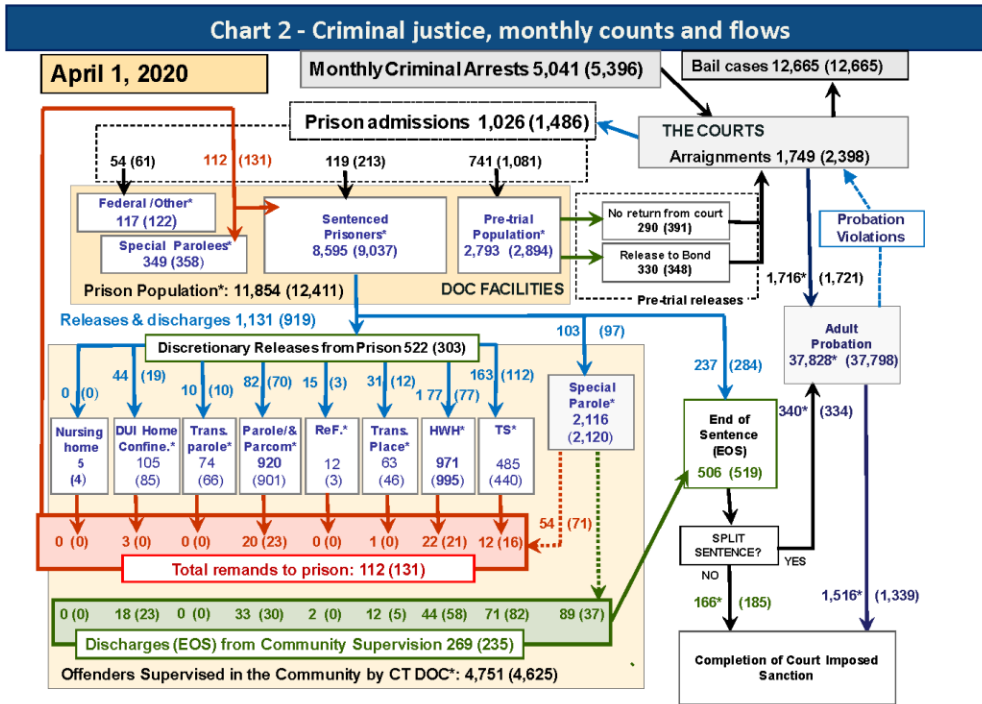 Chart 2 - Criminal justice, monthly counts and flows
April 1, 2020
Monthly Criminal Arrests 5,041 (5,396)
Bail cases 12,665 (12,665)
Prison admissions 1,026 (1,486)
THE COURTS
Arraignments 1,749 (2,398)
54 (61)
112 (131)
119 (213)
741 (1,081)
Federal /Other*
117 (122)
Special Parolees*
349 (358)
Sentenced
Prisoners*
8,595 (9,037)
Pre-trial
Population*
2,793 (2,894)
No return from court
290 (391)
Release to Bond
330 (348)
Pre-trial releases
Probation
Violations
Prison Population*: 11,854 (12,411)
DOC FACILITIES
1,716* (1,721)
Releases & discharges 1,131 (919)
103 (97)
Discretionary Releases from Prison 522 (303)
237 (284)
Adult
Probation
37,828* (37,798)
0 (0)
44 (19)
10 (10)
82 (70)
15 (3)
31 (12)
1 77 (77)
163 (112)
Nursing
home
5
(4)
DUI Home
Confine.*
105
(85)
Trans.
parole*
74
(66)
Parole/&
Parcom*
920
(901)
ReF.*
12
(3)
Trans.
Place*
63
(46)
HWH*
971
(995)
TS*
485
(440)
Special
Parole*
2,116
(2,120)
End of
Sentence
(EOS)
506 (519)
340* (334)
54 (71)
0 (0)
3 (0)
0 (0)
20 (23)
0 (0)
1 (0)
22 (21)
12 (16)
Total remands to prison: 112 (131)
SPLIT
SENTENCE?
YES
NO
166* (185)
1,516* (1,339)
0 (0)
18 (23)
0 (0)
33 (30)
2 (0)
12 (5)
44 (58)
71 (82)
89 (37)
Discharges (EOS) from Community Supervision 269 (235)
Offenders Supervised in the Community by CT DOC*: 4,751 (4,625)
Completion of Court Imposed
Sanction